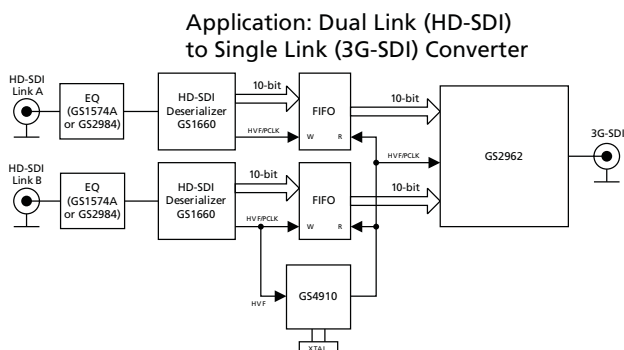 Application: Dual Link (HD-SDI)
to Single Link (3G-SDI) Converter
HD-SDI
Link A
EQ
(GS1574A
or GS2984)
HD-SDI
Deserializer
GS1660
10-bit
HVF/PCLK
FIFO
W
R
10-bit
HVF/PCLK
GS2962
3G-SDI
HD-SDI
Link B
EQ
(GS1574A
or GS2984)
HD-SDI
Deserializer
GS1660
10-bit
HVF/PCLK
FIFO
W
R
10-bit
HVF
GS4910
XTAL